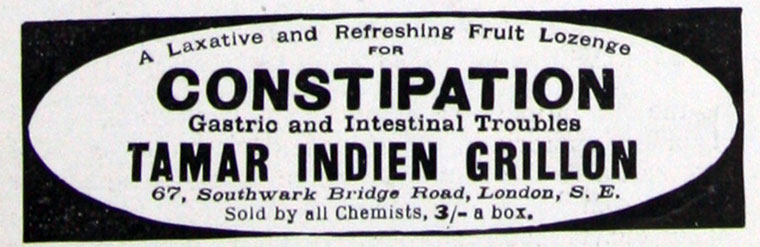 A Laxative and Refreshing Fruit Lozenge
FOR
CONSTIPATION
Gastric and Intestinal Troubles
TAMAR INDIEN GRILLON
67, Southwark Bridge Road, London, S. E.
Sold by all Chemists, 3/- a box.